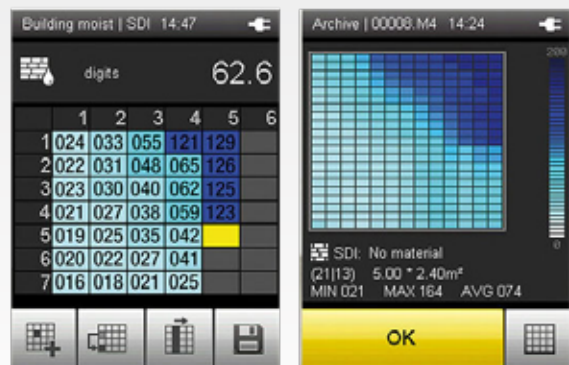 Building moist | SDI 14:47
digits 62.6
1 2 3 4 5 6
1 024 033 055 121 129
2 022 031 048 065 126
3 023 030 040 062 125
4 021 027 038 059 123
5 019 025 035 042
6 020 022 027 041
7 016 018 021 025
Archive | 00008.M4 14:24
200
0
SDI: No material
(21|13) 5.00 * 2.40m²
MIN 021 MAX 164 AVG 074
OK